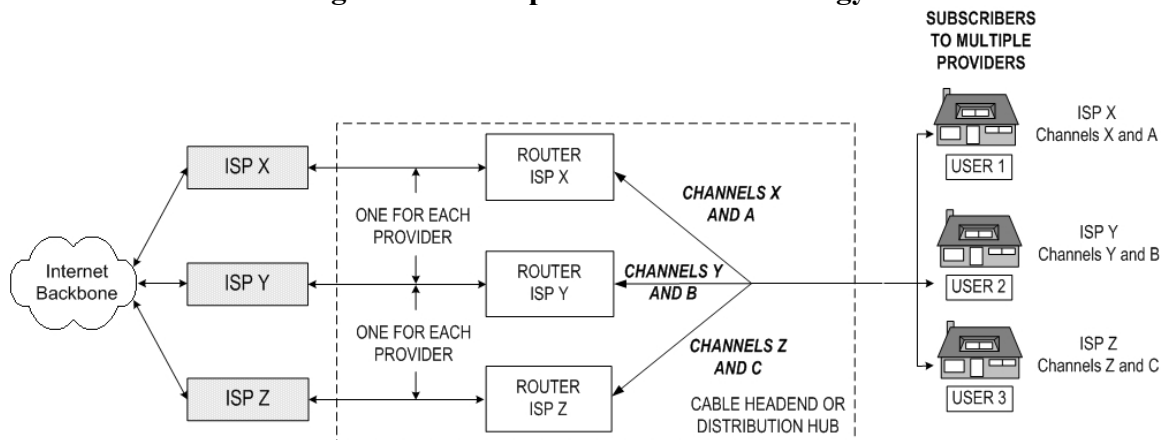 SUBSCRIBERS
TO MULTIPLE
PROVIDERS
ISP X
Channels X and A
USER 1
ISP X
ROUTER
ISP X
CHANNELS X
AND A
ONE FOR EACH
PROVIDER
Internet
Backbone
ISP Y
ROUTER
ISP Y
CHANNELS Y
AND B
ISP Y
Channels Y and B
USER 2
ONE FOR EACH
PROVIDER
CHANNELS Z
AND C
ISP Z
Channels Z and C
USER 3
ISP Z
ROUTER
ISP Z
CABLE HEADEND OR
DISTRIBUTION HUB